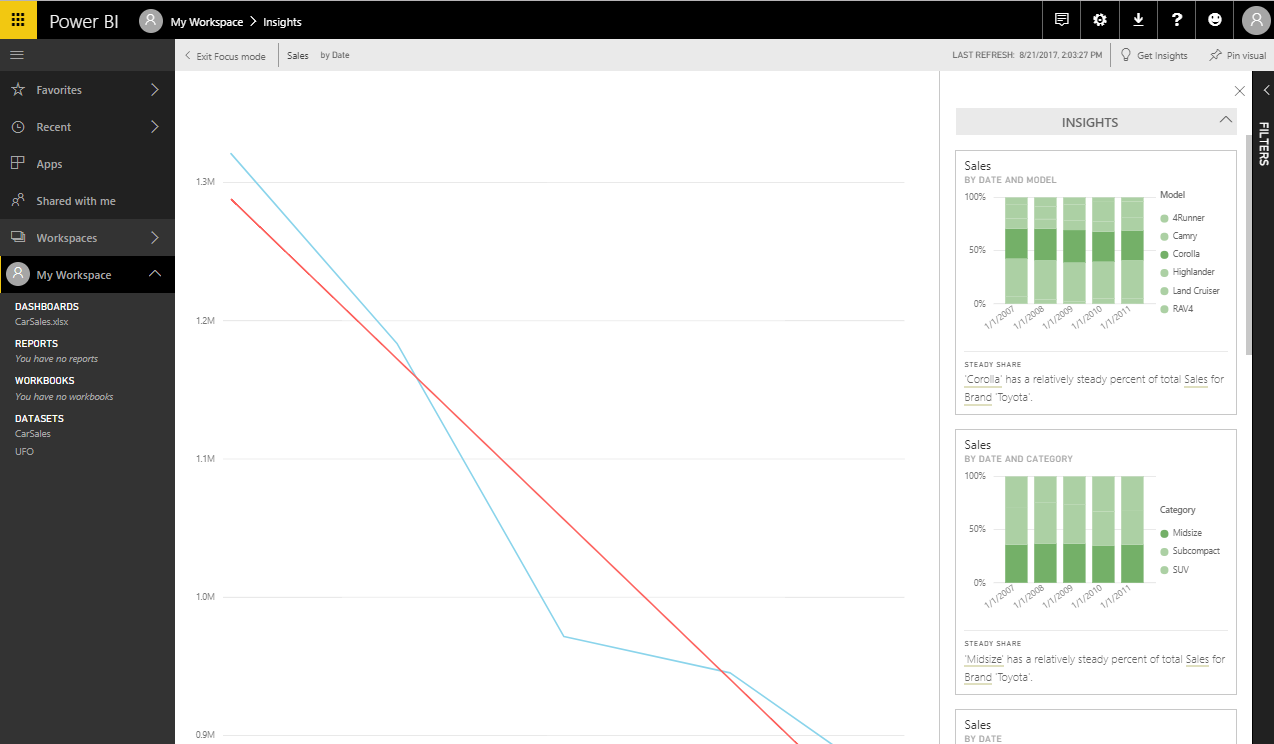 Power BI
My Workspace > Insights
Exit Focus mode
Sales by Date
LAST REFRESH: 8/21/2017, 2:03:27 PM
Get Insights
Pin visual
Favorites
Recent
Apps
Shared with me
Workspaces
My Workspace
DASHBOARDS
CarSales.xlsx
REPORTS
You have no reports
WORKBOOKS
You have no workbooks
DATASETS
CarSales
UFO
1.3M
1.2M
1.1M
1.0M
0.9M
INSIGHTS
Sales
BY DATE AND MODEL
100%
50%
0%
1/1/2007
1/1/2008
1/1/2009
1/1/2010
1/1/2011
Model
4Runner
Camry
Corolla
Highlander
Land Cruiser
RAV4
STEADY SHARE
'Corolla' has a relatively steady percent of total Sales for
Brand 'Toyota'.
Sales
BY DATE AND CATEGORY
100%
50%
0%
1/1/2007
1/1/2008
1/1/2009
1/1/2010
1/1/2011
Category
Midsize
Subcompact
SUV
STEADY SHARE
'Midsize' has a relatively steady percent of total Sales for
Brand 'Toyota'.
Sales
BY DATE
FILTERS